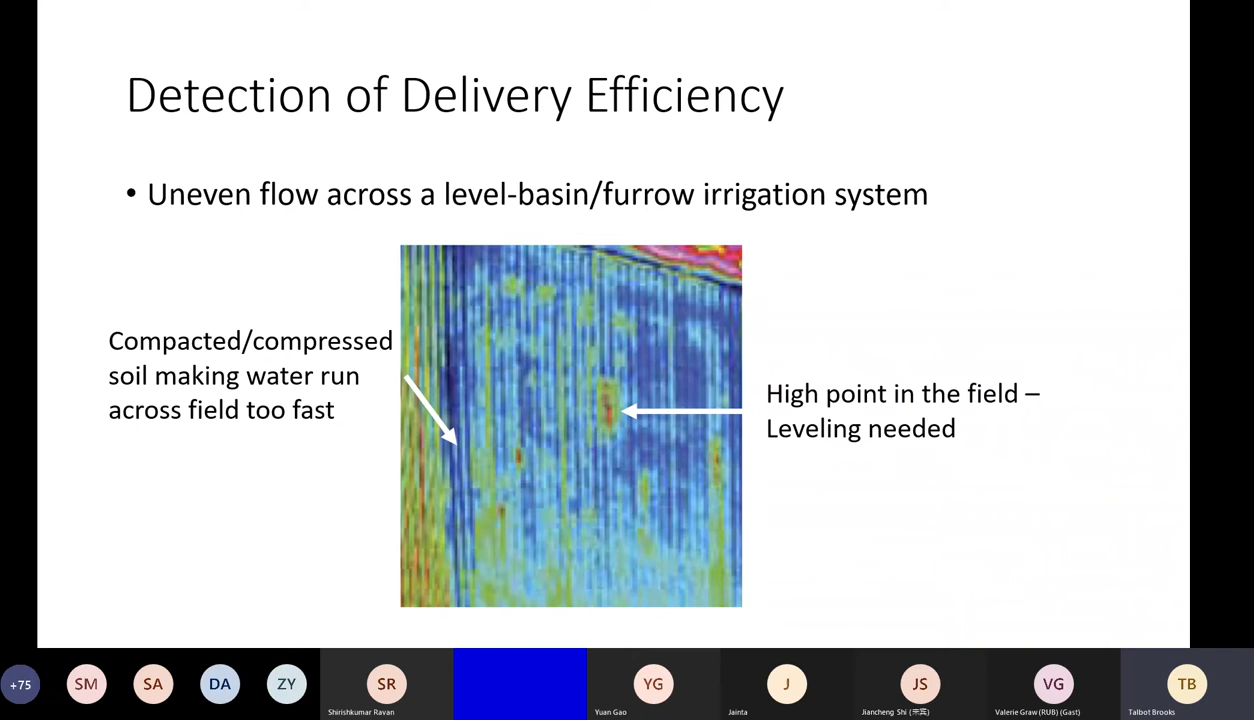 Detection of Delivery Efficiency
• Uneven flow across a level-basin/furrow irrigation system
Compacted/compressed
soil making water run
across field too fast
High point in the field –
Leveling needed
+75
SM
SA
DA
ZY
SR
YG
J
JS
VG
TB
Shirishkumar Ravan
Yuan Gao
Jainta
Jiancheng Shi
Valerie Graw (RUB) (Gast)
Talbot Brooks